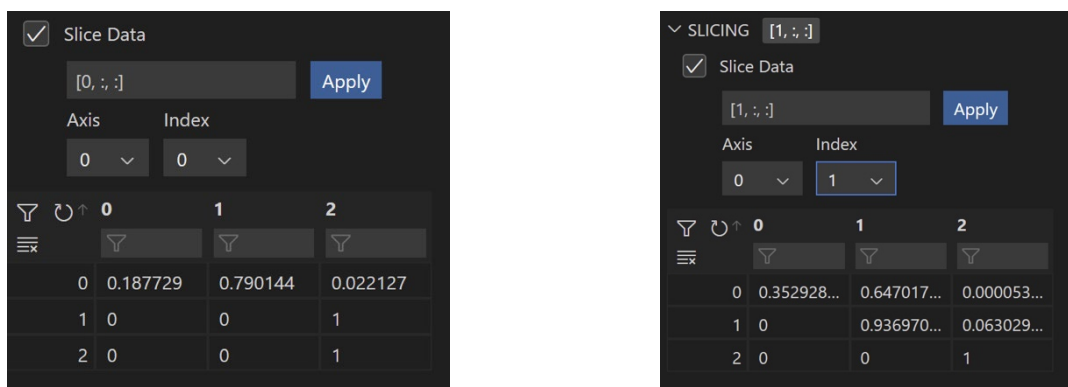 Slice Data
[0, :, :] Apply
Axis Index
0 0
0 1 2
0 0.187729 0.790144 0.022127
1 0 0 1
2 0 0 1
SLICING [1, :, :]
Slice Data
[1, :, :] Apply
Axis Index
0 1
0 1 2
0 0.352928... 0.647017... 0.000053...
1 0 0.936970... 0.063029...
2 0 0 1